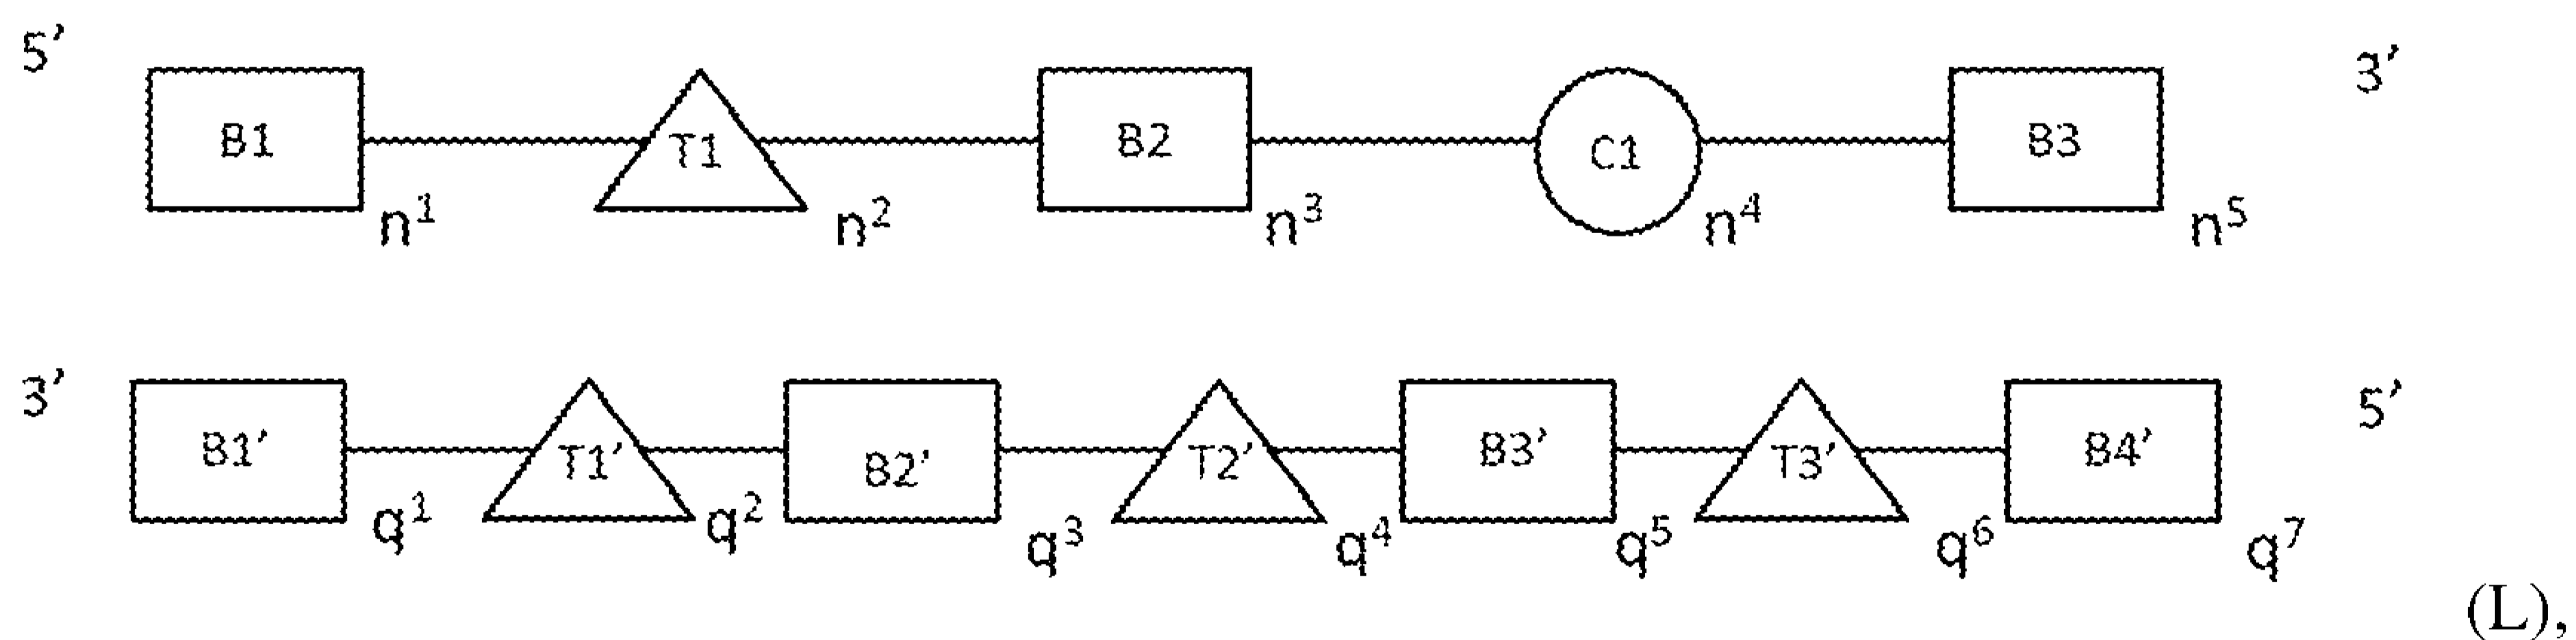 5’ B1 n¹ T1 n² B2 n³ C1 n⁴ B3 n⁵ 3’
3’ B1’ q¹ T1’ q² B2’ q³ T2’ q⁴ B3’ q⁵ T3’ q⁶ B4’ q⁷ 5’
(L),